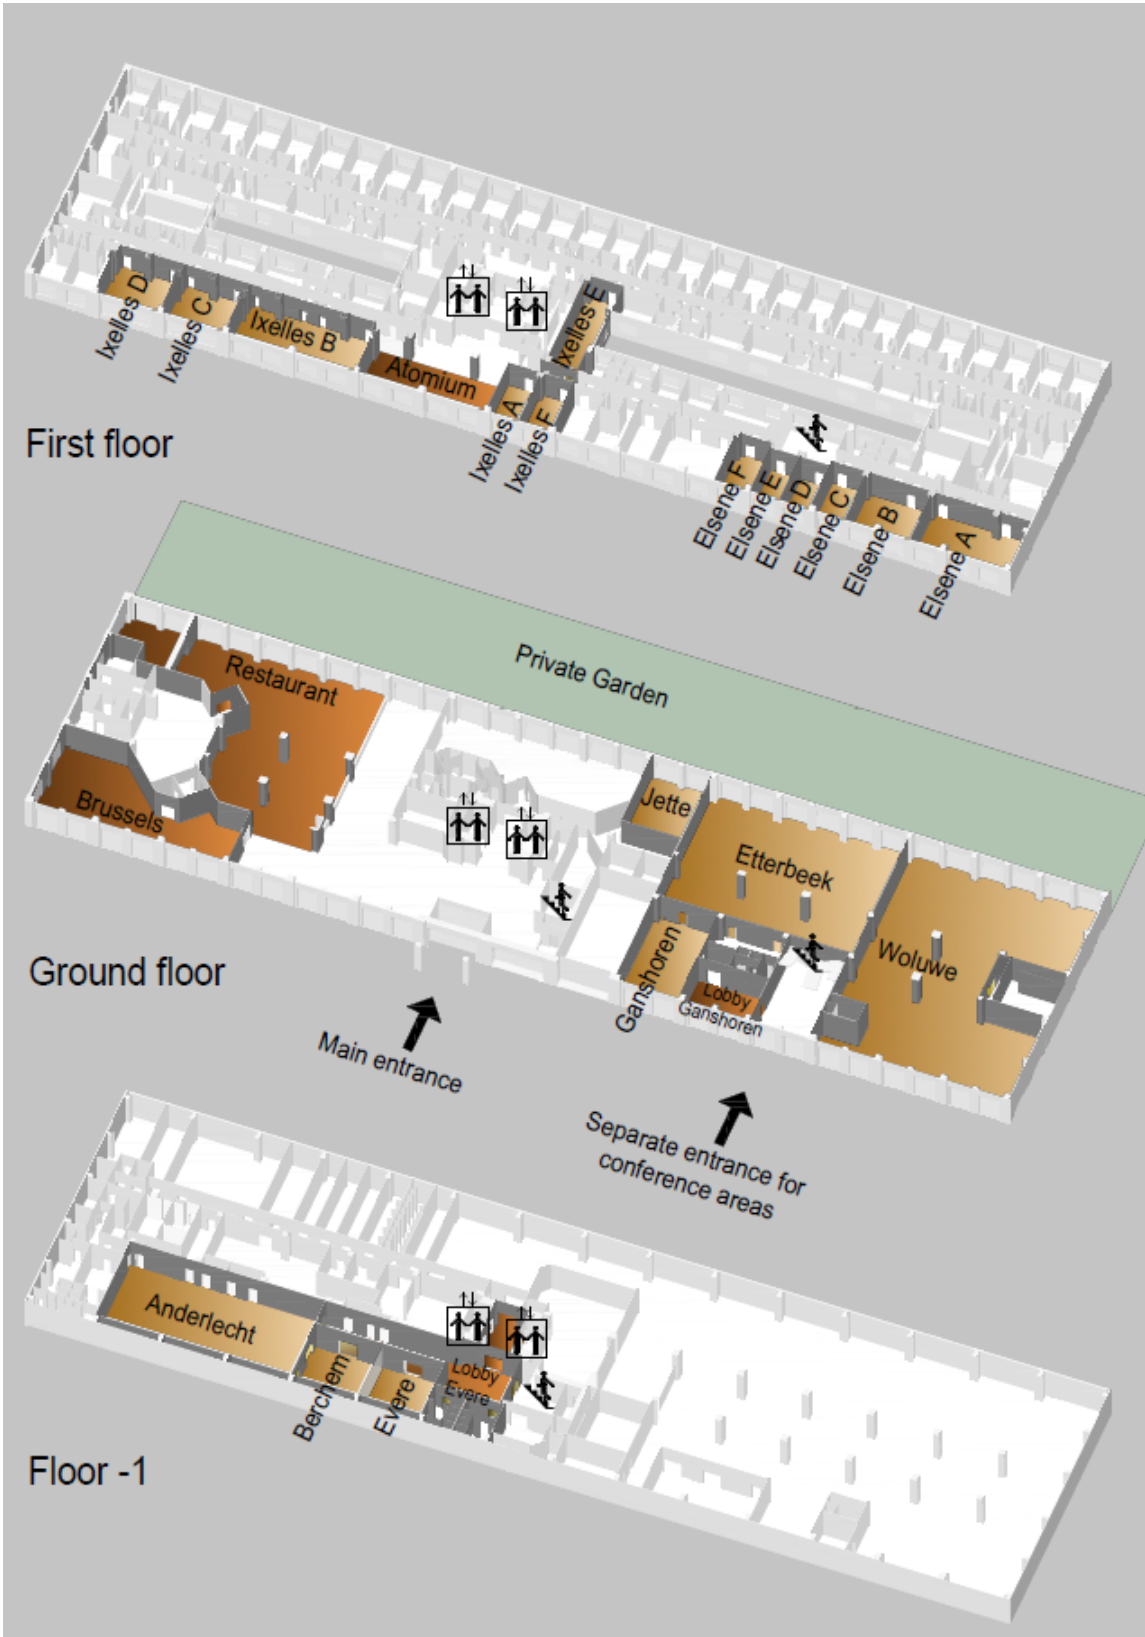 Ixelles D
Ixelles C
Ixelles B
Atomium
Ixelles A
Ixelles F
Ixelles E
First floor
Elsene F
Elsene E
Elsene D
Elsene C
Elsene B
Elsene A
Private Garden
Restaurant
Brussels
Jette
Etterbeek
Woluwe
Ganshoren
Lobby
Ganshoren
Ground floor
Main entrance
Separate entrance for
conference areas
Anderlecht
Berchem
Evere
Lobby
Evere
Floor -1